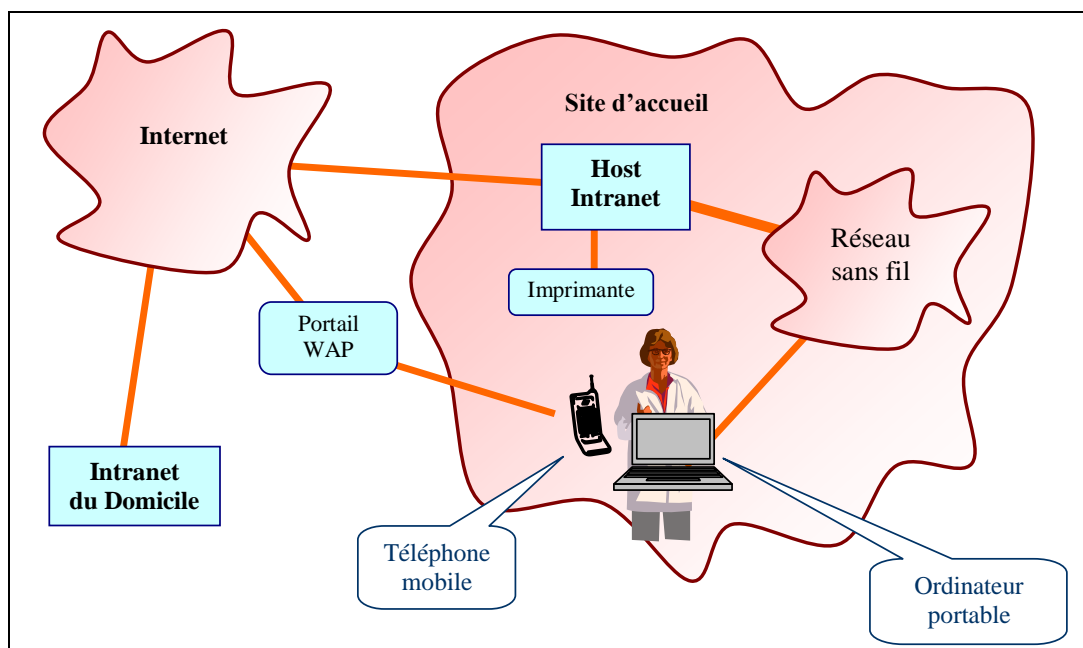 Site d'accueil
Internet
Host
Intranet
Réseau
sans fil
Imprimante
Portail
WAP
Intranet
du Domicile
Téléphone
mobile
Ordinateur
portable